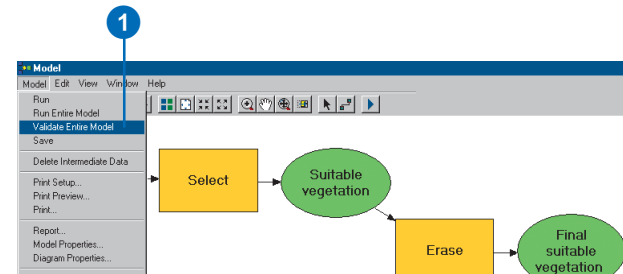 1
Model
Model Edit View Window Help
Run
Run Entire Model
Validate Entire Model
Save
Delete Intermediate Data
Print Setup...
Print Preview...
Print...
Report...
Model Properties...
Diagram Properties...
Select
Suitable
vegetation
Erase
Final
suitable
vegetation